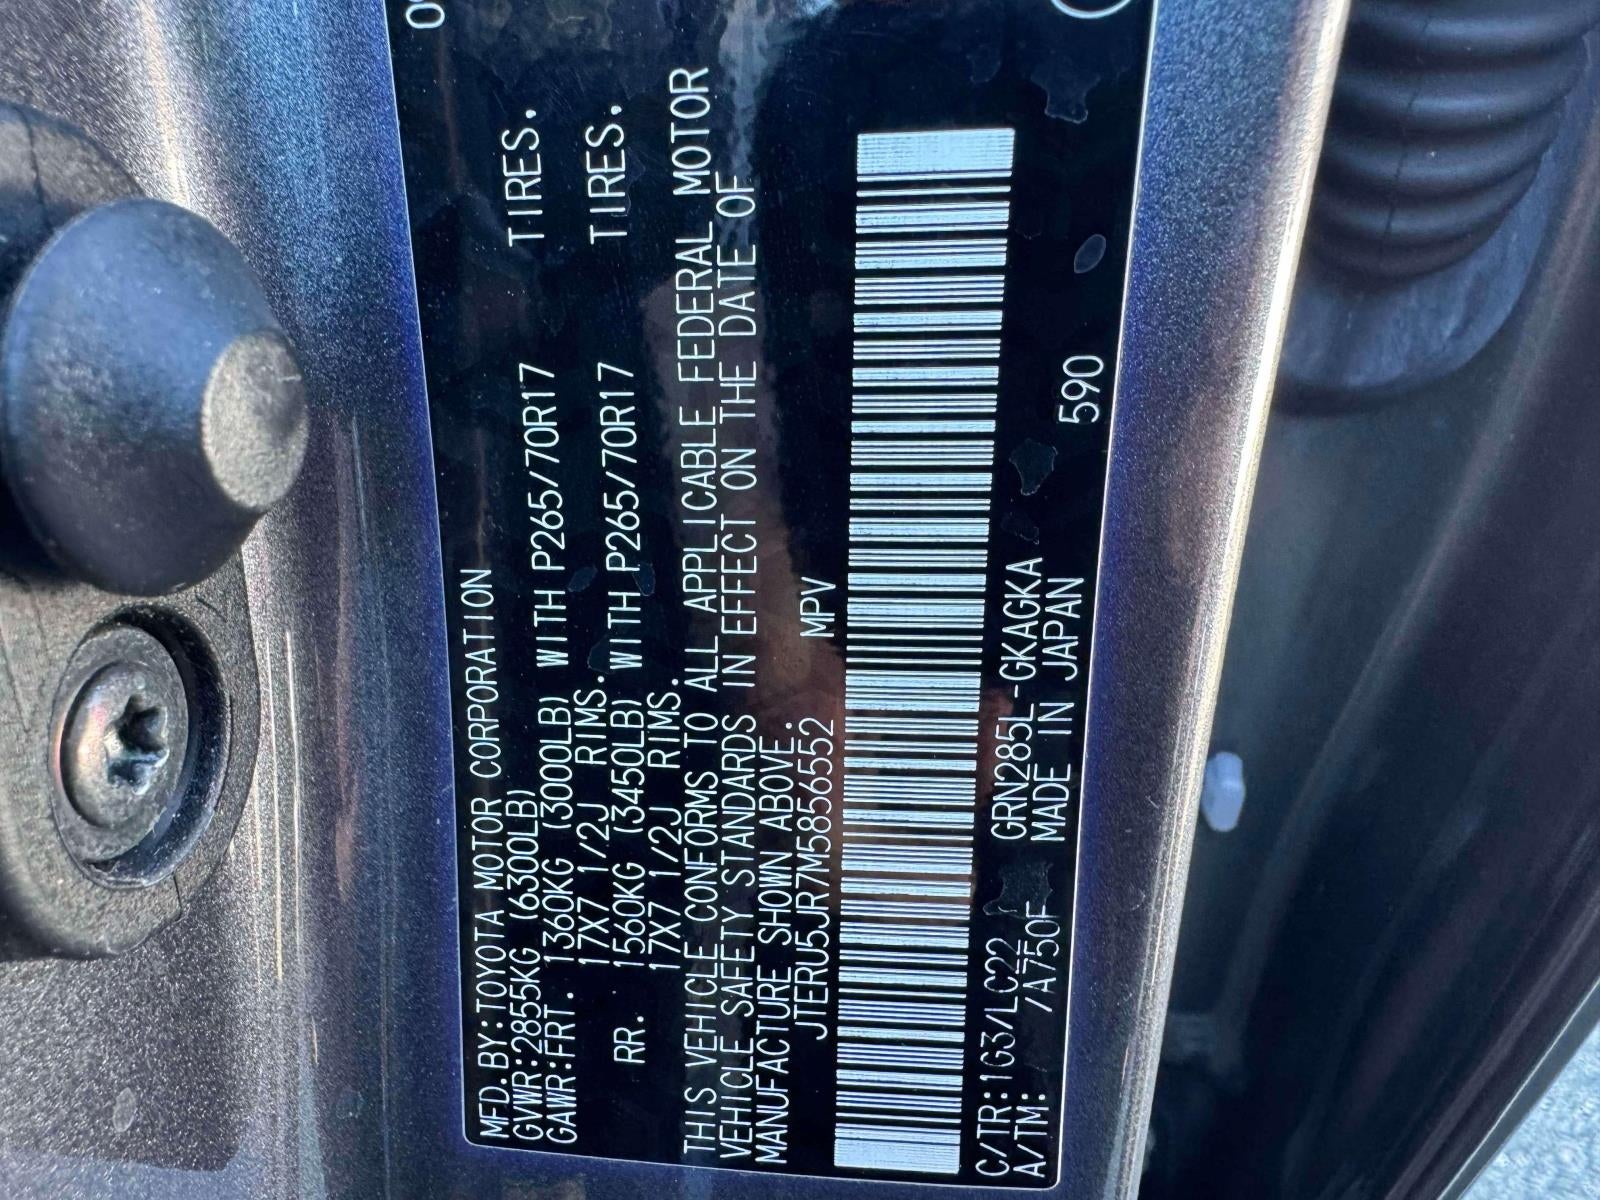 MFD.BY:TOYOTA MOTOR CORPORATION
GVWR:2855KG (6300LB)
GAWR:FRT. 1360KG (3000LB) WITH P265/70R17 TIRES.
17X7 1/2J RIMS.
RR. 1560KG (3450LB) WITH P265/70R17 TIRES.
17X7 1/2J RIMS.
THIS VEHICLE CONFORMS TO ALL APPLICABLE FEDERAL MOTOR
VEHICLE SAFETY STANDARDS IN EFFECT ON THE DATE OF
MANUFACTURE SHOWN ABOVE.
JTERU5JR7M5856552 MPV
C/TR:1G3/LC22 GRN285L-GKAGKA 590
A/TM: /A750F MADE IN JAPAN